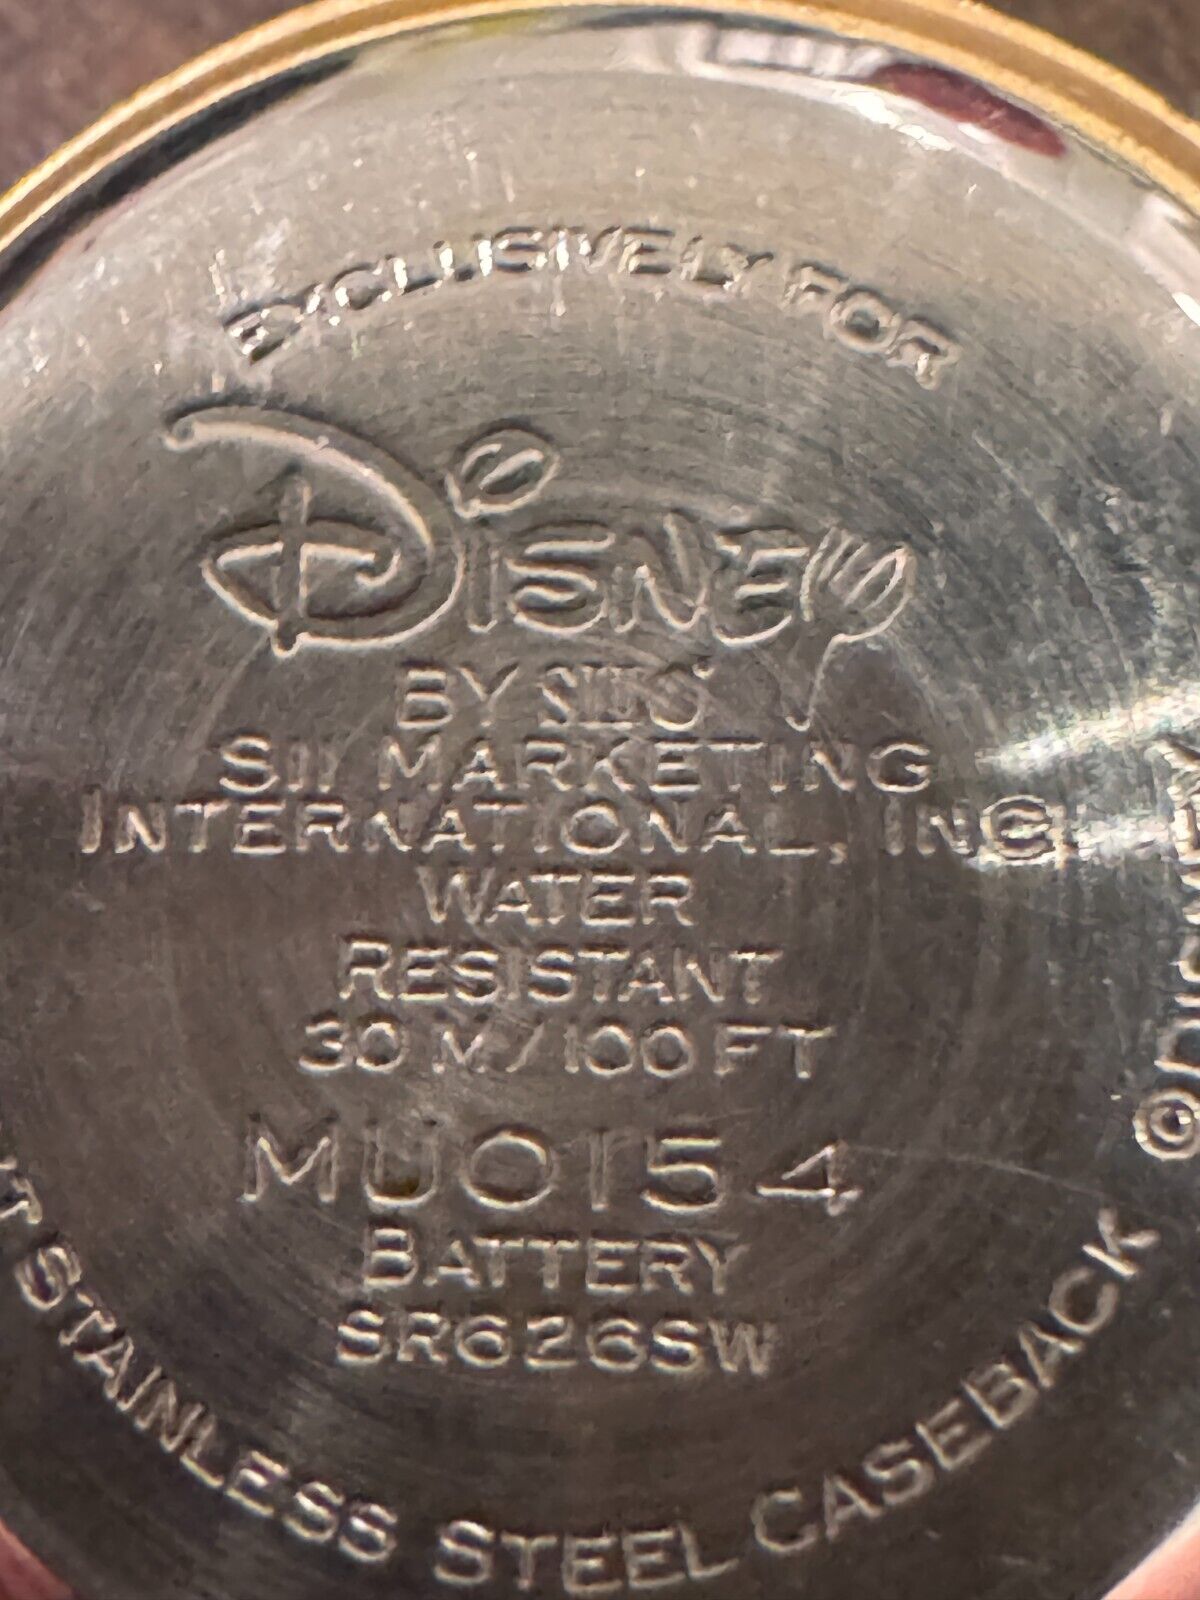 EXCLUSIVELY FOR
Disney
BY SII
SII MARKETING
INTERNATIONAL, INC.
WATER
RESISTANT
30 M/100 FT
MU0154
BATTERY
SR626SW
STAINLESS STEEL CASEBACK
© DISNEY